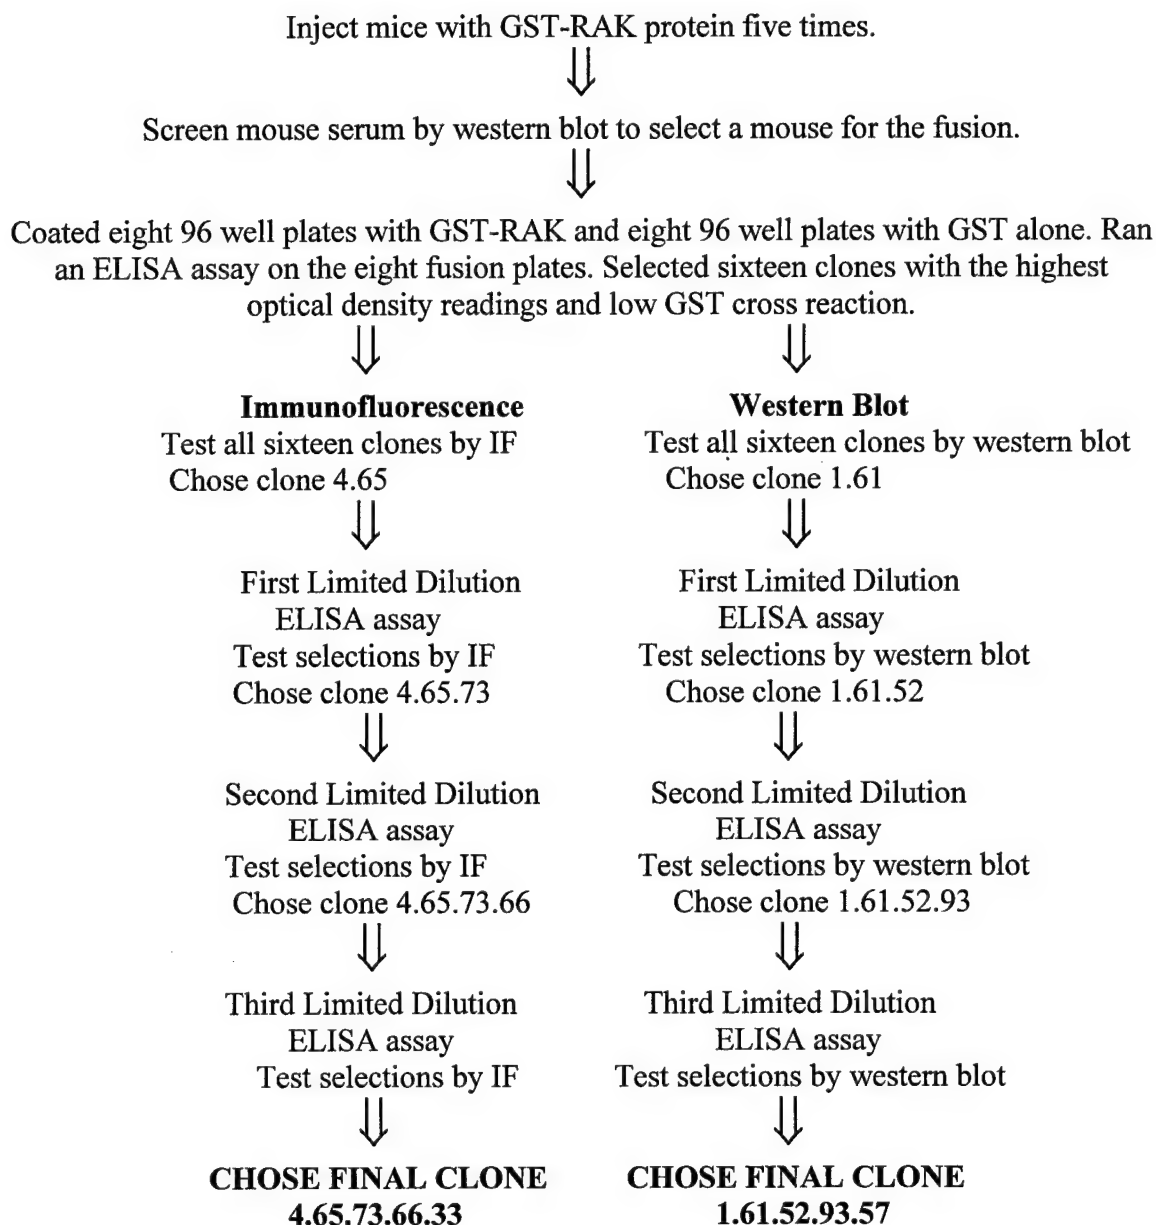 Inject mice with GST-RAK protein five times.
Screen mouse serum by western blot to select a mouse for the fusion.
Coated eight 96 well plates with GST-RAK and eight 96 well plates with GST alone. Ran
an ELISA assay on the eight fusion plates. Selected sixteen clones with the highest
optical density readings and low GST cross reaction.
Immunofluorescence
Test all sixteen clones by IF
Chose clone 4.65
First Limited Dilution
ELISA assay
Test selections by IF
Chose clone 4.65.73
Second Limited Dilution
ELISA assay
Test selections by IF
Chose clone 4.65.73.66
Third Limited Dilution
ELISA assay
Test selections by IF
CHOSE FINAL CLONE
4.65.73.66.33
Western Blot
Test all sixteen clones by western blot
Chose clone 1.61
First Limited Dilution
ELISA assay
Test selections by western blot
Chose clone 1.61.52
Second Limited Dilution
ELISA assay
Test selections by western blot
Chose clone 1.61.52.93
Third Limited Dilution
ELISA assay
Test selections by western blot
CHOSE FINAL CLONE
1.61.52.93.57